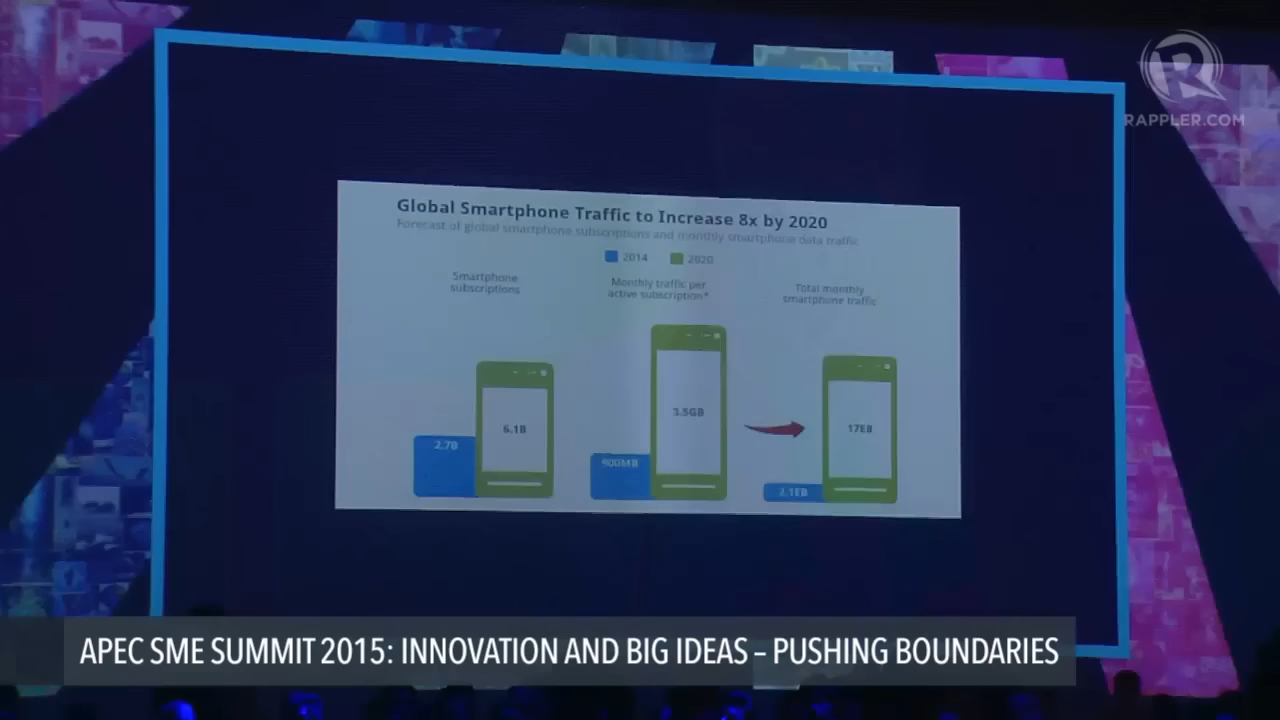 RAPPLER.COM
Global Smartphone Traffic to Increase 8x by 2020
Forecast of global smartphone subscriptions and monthly smartphone data traffic
2014 2020
Smartphone
subscriptions
Monthly traffic per
active subscription*
Total monthly
smartphone traffic
2.7B
6.1B
900MB
3.5GB
2.1EB
17EB
APEC SME SUMMIT 2015: INNOVATION AND BIG IDEAS – PUSHING BOUNDARIES